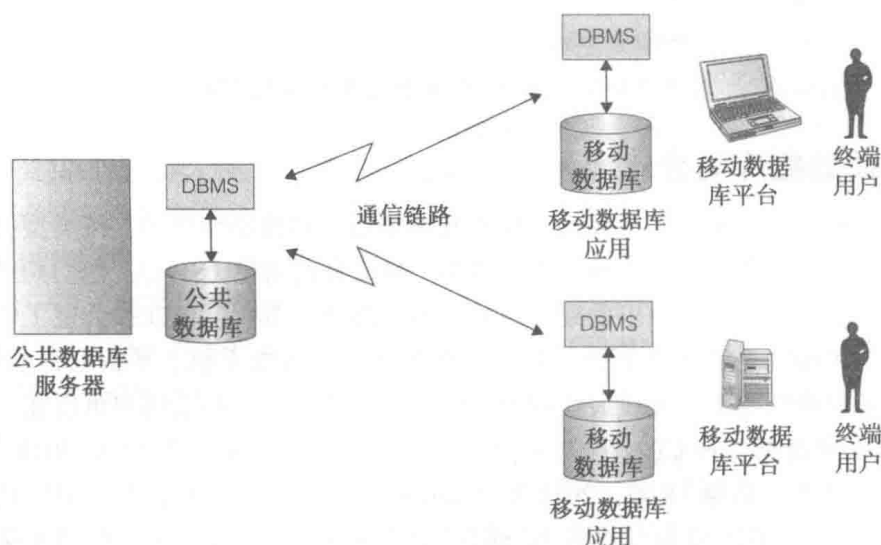 DBMS
移动
数据库
移动数据库
应用
移动数据
库平台
终端
用户
DBMS
公共
数据库
公共数据库
服务器
通信链路
DBMS
移动
数据库
移动数据库
应用
移动数据
库平台
终端
用户